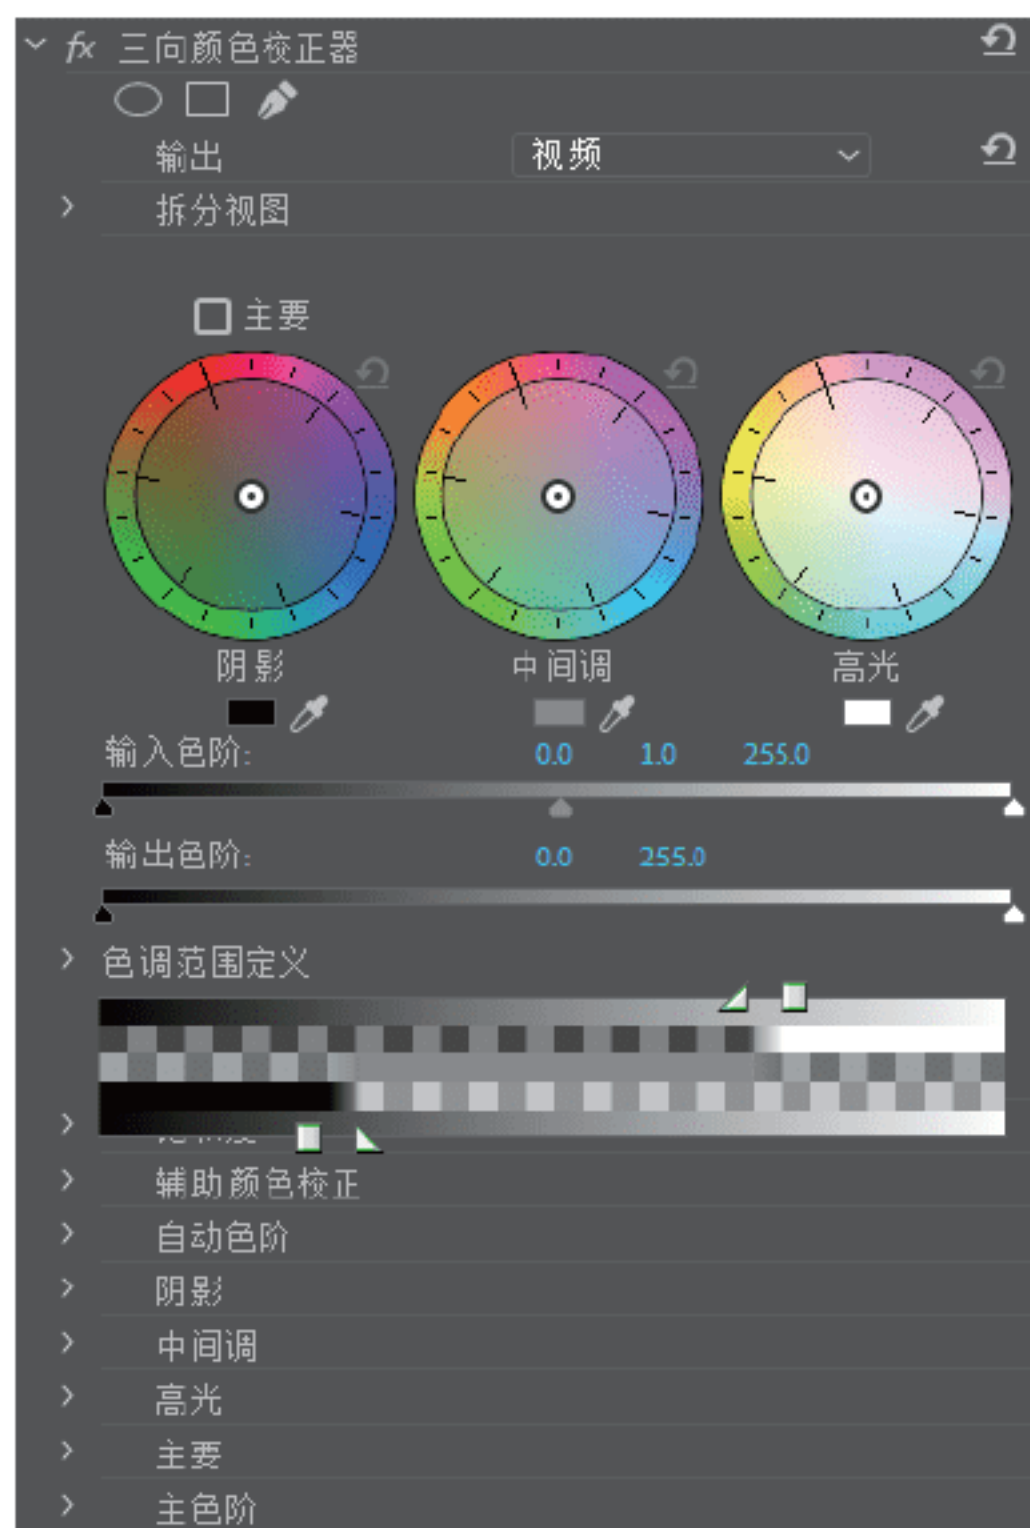 fx 三向颜色校正器
输出 视频
拆分视图
主要
阴影 中间调 高光
输入色阶: 0.0 1.0 255.0
输出色阶: 0.0 255.0
色调范围定义
辅助颜色校正
自动色阶
阴影
中间调
高光
主要
主色阶